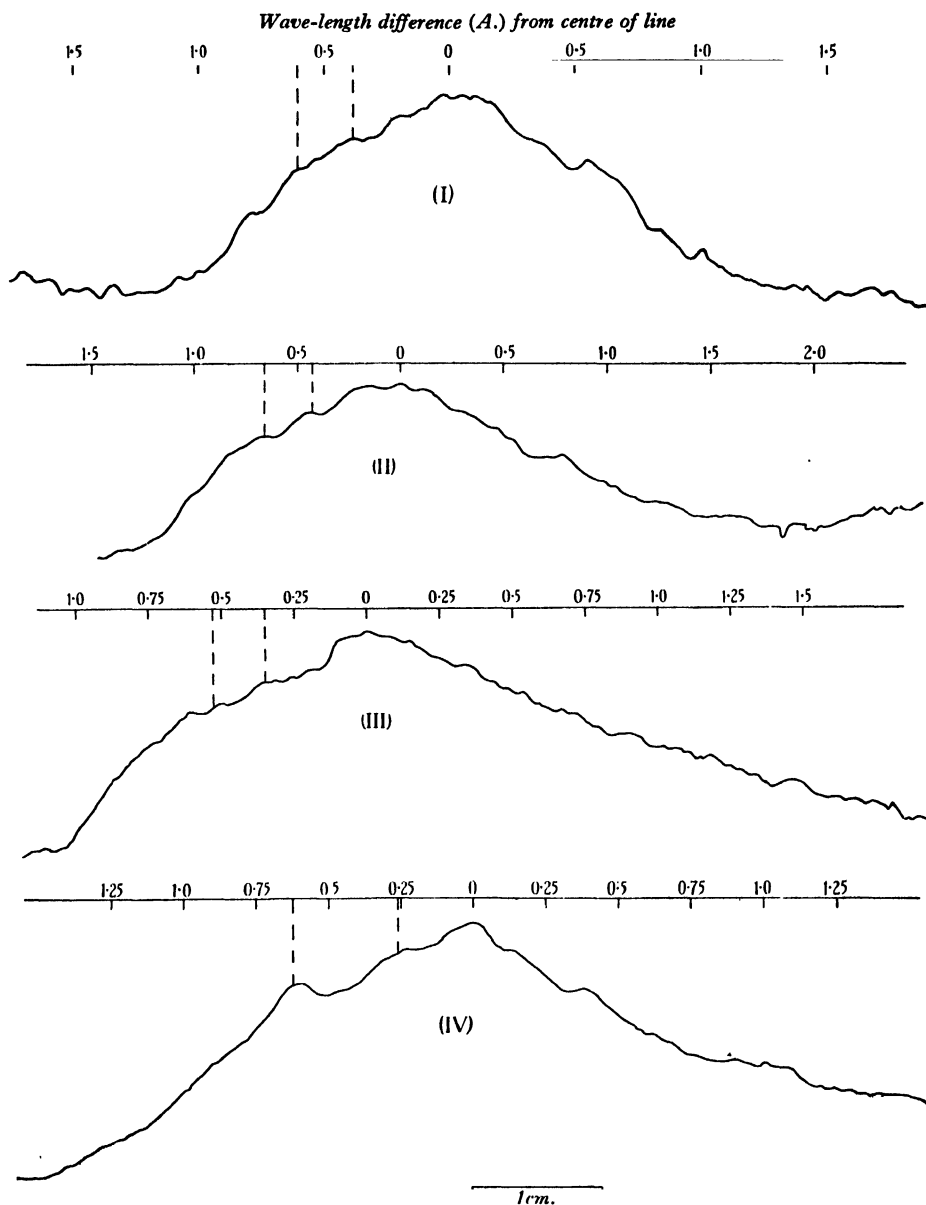 Wave-length difference (A.) from centre of line
1·5 1·0 0·5 0 0·5 1·0 1·5
(I)
1·5 1·0 0·5 0 0·5 1·0 1·5 2·0
(II)
1·0 0·75 0·5 0·25 0 0·25 0·5 0·75 1·0 1·25 1·5
(III)
1·25 1·0 0·75 0·5 0·25 0 0·25 0·5 0·75 1·0 1·25
(IV)
1cm.